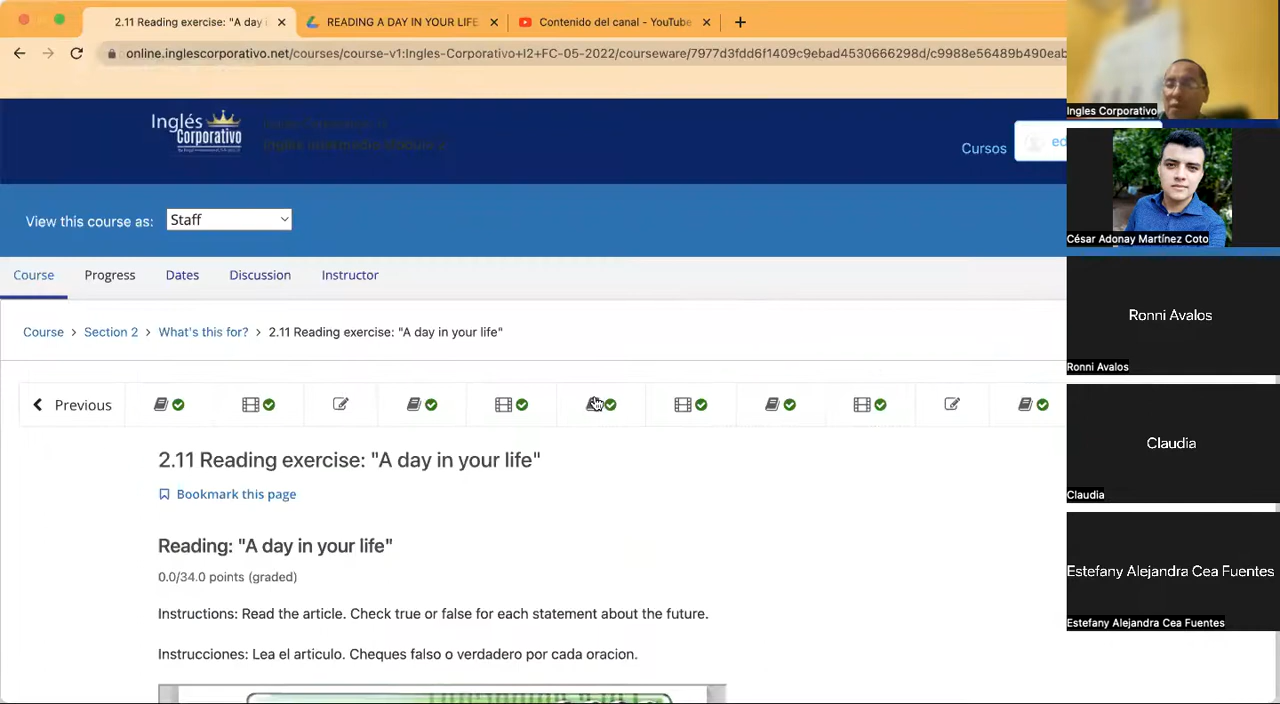 2.11 Reading exercise: "A day i
READING A DAY IN YOUR LIFE
Contenido del canal - YouTube
online.inglescorporativo.net/courses/course-v1:Ingles-Corporativo+I2+FC-05-2022/courseware/7977d3fdd6f1409c9ebad4530666298d/c9988e56489b490eab
Inglés
Corporativo
Cursos
ed
View this course as:
Staff
Course
Progress
Dates
Discussion
Instructor
Course > Section 2 > What's this for? > 2.11 Reading exercise: "A day in your life"
Previous
2.11 Reading exercise: "A day in your life"
Bookmark this page
Reading: "A day in your life"
0.0/34.0 points (graded)
Instructions: Read the article. Check true or false for each statement about the future.
Instrucciones: Lea el articulo. Cheques falso o verdadero por cada oracion.
Ingles Corporativo
César Adonay Martínez Coto
Ronni Avalos
Ronni Avalos
Claudia
Claudia
Estefany Alejandra Cea Fuentes
Estefany Alejandra Cea Fuentes